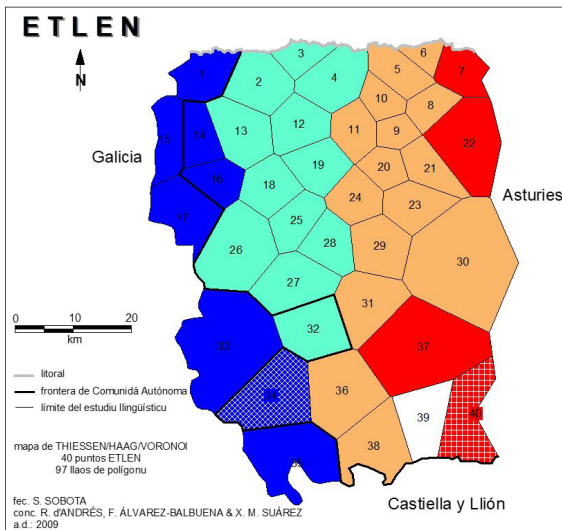 E T L E N
N
Galicia
Asturies
Castiella y Llión
1
2
3
4
5
6
7
8
9
10
11
12
13
14
15
16
17
18
19
20
21
22
23
24
25
26
27
28
29
30
31
32
33
34
35
36
37
38
39
40
0 10 20
km
litoral
frontera de Comunidá Autónoma
límite del estudiu llingüísticu
mapa de THIESSEN/HAAG/VORONOI
40 puntos ETLEN
97 llaos de polígonu
fec. S. SOBOTA
conc. R. d'ANDRÉS, F. ÁLVAREZ-BALBUENA & X. M. SUÁREZ
a.d.: 2009